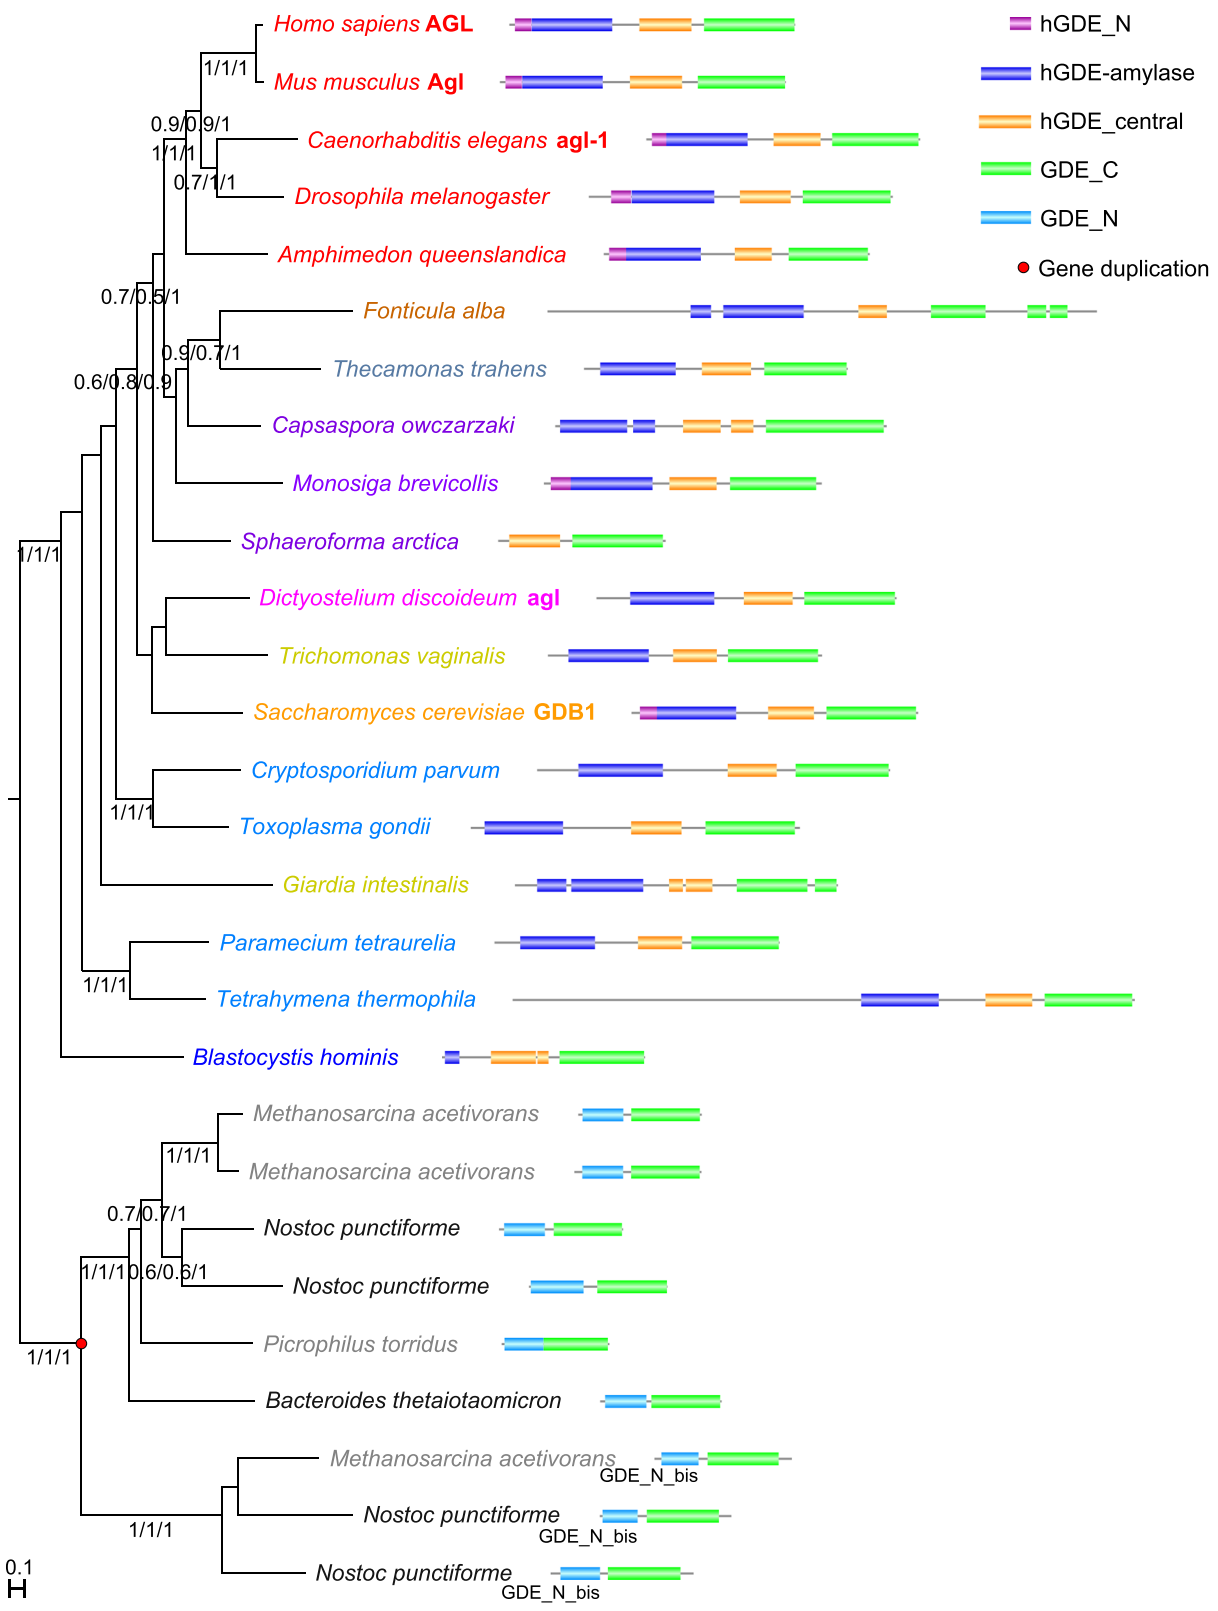 Homo sapiens AGL
hGDE_N
1/1/1
hGDE-amylase
Mus musculus Agl
0.9/0.9/1
hGDE_central
Caenorhabditis elegans agl-1
1/1/1
GDE_C
0.7/1/1
Drosophila melanogaster
GDE_N
Amphimedon queenslandica
Gene duplication
0.7/0.5/1
Fonticula alba
0.9/0.7/1
Thecamonas trahens
0.6/0.8/0.9
Capsaspora owczarzaki
Monosiga brevicollis
Sphaeroforma arctica
1/1/1
Dictyostelium discoideum agl
Trichomonas vaginalis
Saccharomyces cerevisiae GDB1
Cryptosporidium parvum
1/1/1
Toxoplasma gondii
Giardia intestinalis
Paramecium tetraurelia
1/1/1
Tetrahymena thermophila
Blastocystis hominis
Methanosarcina acetivorans
1/1/1
Methanosarcina acetivorans
0.7/0.7/1
Nostoc punctiforme
1/1/1
0.6/0.6/1
Nostoc punctiforme
Picrophilus torridus
1/1/1
Bacteroides thetaiotaomicron
Methanosarcina acetivorans
GDE_N_bis
Nostoc punctiforme
1/1/1
GDE_N_bis
0.1
Nostoc punctiforme
GDE_N_bis